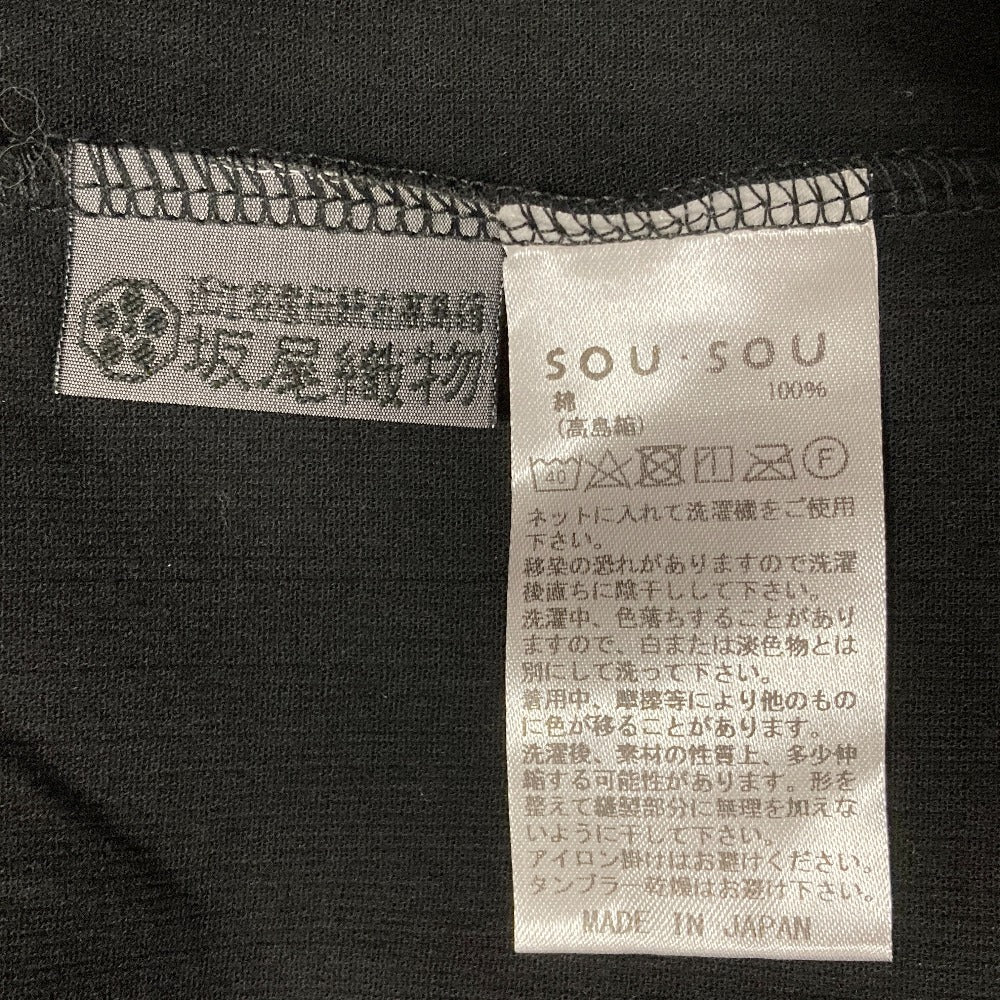 坂尾織物
SOU・SOU
綿 100%
(高島縮)
40
F
ネットに入れて洗濯機をご使用
下さい。
移染の恐れがありますので洗濯
後直ちに陰干しして下さい。
洗濯中、色落ちすることがあり
ますので、白または淡色物とは
別にして洗って下さい。
着用中、摩擦等により他のもの
に色が移ることがあります。
洗濯後、素材の性質上、多少伸
縮する可能性があります。形を
整えて縫製部分に無理を加えな
いように干して下さい。
アイロン掛けはお避けください。
タンブラー乾燥はお避け下さい。
MADE IN JAPAN